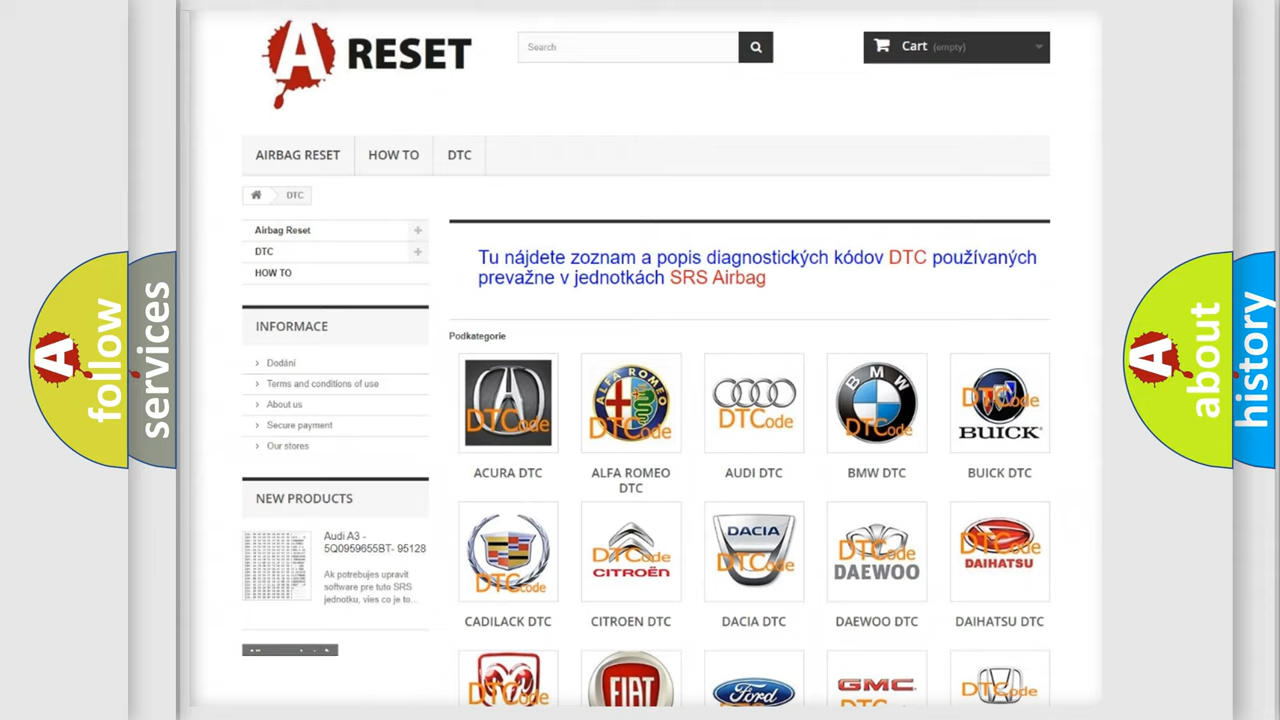 A RESET
Search
Cart (empty)
AIRBAG RESET
HOW TO
DTC
DTC
Airbag Reset
DTC
HOW TO
INFORMACE
Dodání
Terms and conditions of use
About us
Secure payment
Our stores
NEW PRODUCTS
Audi A3 -
5Q0959655BT- 95128
Ak potrebujes upravit
software pre tuto SRS
jednotku, vies co je to...
Tu nájdete zoznam a popis diagnostických kódov DTC používaných
prevažne v jednotkách SRS Airbag
Podkategorie
DTCode
ALFA ROMEO
DTCode
DTCode
BMW
DTCode
DTCode
BUICK
ACURA DTC
ALFA ROMEO
DTC
AUDI DTC
BMW DTC
BUICK DTC
DTCode
DTCode
CITROËN
DACIA
DTCode
DTCode
DAEWOO
DTCode
DAIHATSU
CADILACK DTC
CITROEN DTC
DACIA DTC
DAEWOO DTC
DAIHATSU DTC
DTCode
FIAT
Ford
GMC
DTCode
A follow
services
A about
history